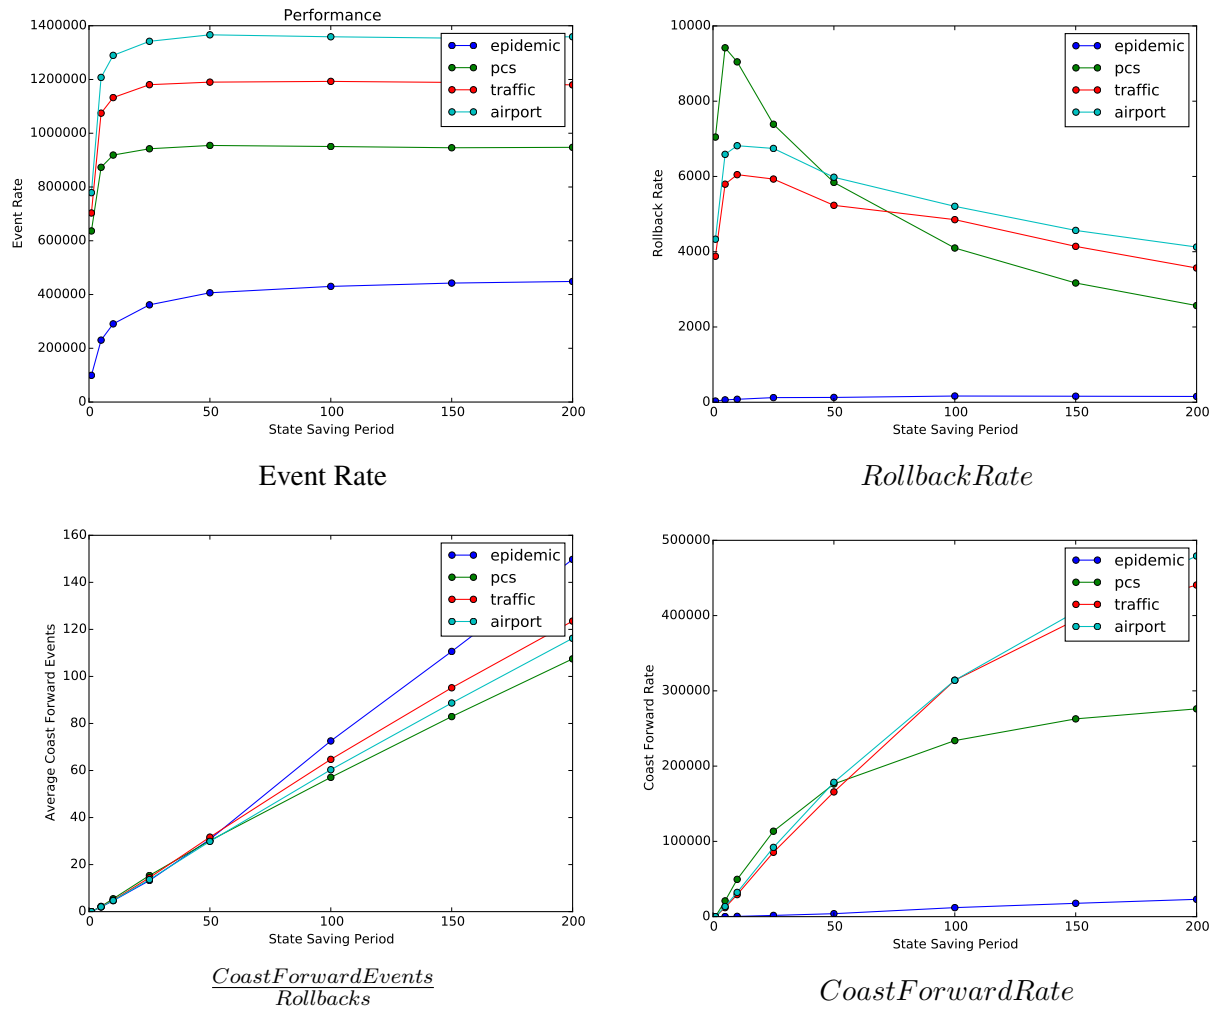 Performance
1400000
1200000
1000000
800000
600000
400000
200000
0
Event Rate
0 50 100 150 200
State Saving Period
epidemic
pcs
traffic
airport
Event Rate
10000
8000
6000
4000
2000
0
Rollback Rate
0 50 100 150 200
State Saving Period
epidemic
pcs
traffic
airport
RollbackRate
160
140
120
100
80
60
40
20
0
Average Coast Forward Events
0 50 100 150 200
State Saving Period
epidemic
pcs
traffic
airport
CoastForwardEvents
Rollbacks
500000
400000
300000
200000
100000
0
Coast Forward Rate
0 50 100 150 200
State Saving Period
epidemic
pcs
traffic
airport
CoastForwardRate